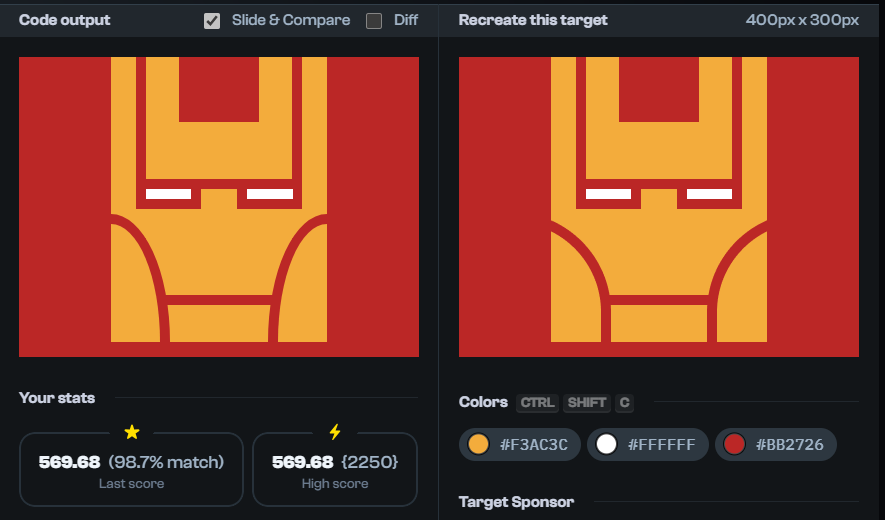 Code output
Slide & Compare
Diff
Recreate this target
400px x 300px
Your stats
569.68 (98.7% match)
Last score
569.68 {2250}
High score
Colors CTRL SHIFT C
#F3AC3C
#FFFFFF
#BB2726
Target Sponsor